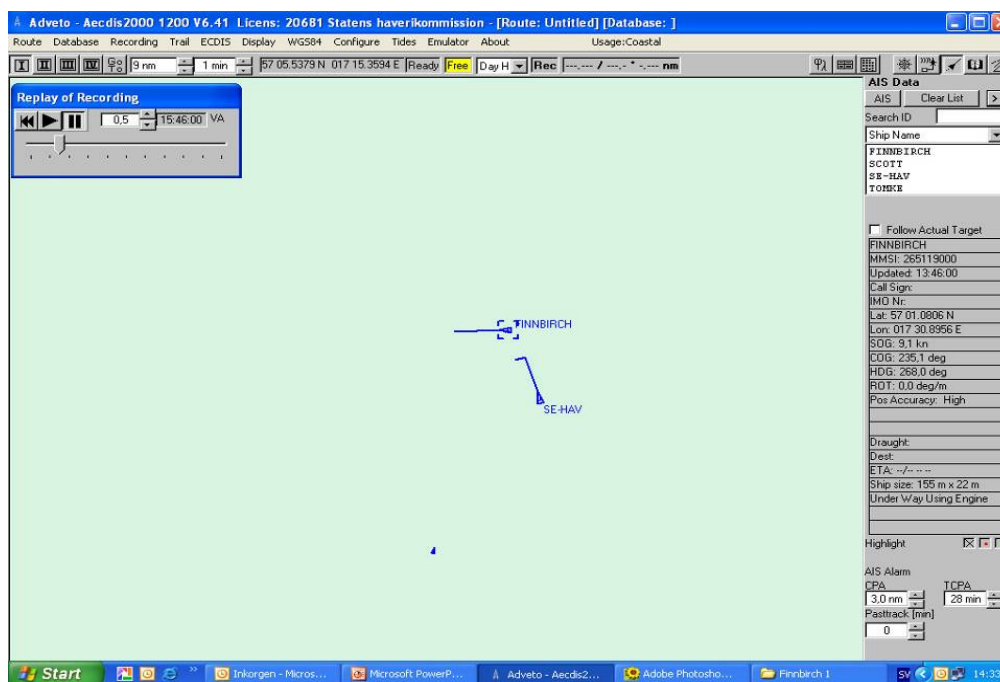 Adveto - Aecdis2000 1200 V6.41 Licens: 20681 Statens haverikommission - [Route: Untitled] [Database: ]
Route Database Recording Trail ECDIS Display WGS84 Configure Tides Emulator About Usage:Coastal
I II III IV 9 nm 1 min 57 05.5379 N 017 15.3594 E Ready Free Day H Rec ---.--- / ---.- ° -.--- nm
AIS Data
AIS Clear List >
Search ID
Ship Name
FINNBIRCH
SCOTT
SE-HAV
TOMKE
Follow Actual Target
FINNBIRCH
MMSI: 265119000
Updated: 13:46:00
Call Sign:
IMO Nr:
Lat: 57 01.0806 N
Lon: 017 30.8956 E
SOG: 9,1 kn
COG: 235,1 deg
HDG: 268,0 deg
ROT: 0,0 deg/m
Pos Accuracy: High
Draught:
Dest:
ETA: --/-- -- --
Ship size: 155 m x 22 m
Under Way Using Engine
Highlight
AIS Alarm
CPA TCPA
3,0 nm 28 min
Pasttrack [min]
0
Replay of Recording
0,5 15:46:00 VA
FINNBIRCH
SE-HAV
Start » Inkorgen - Micros... Microsoft PowerP... Adveto - Aecdis2... Adobe Photosho... Finnbirch 1 SV 14:33